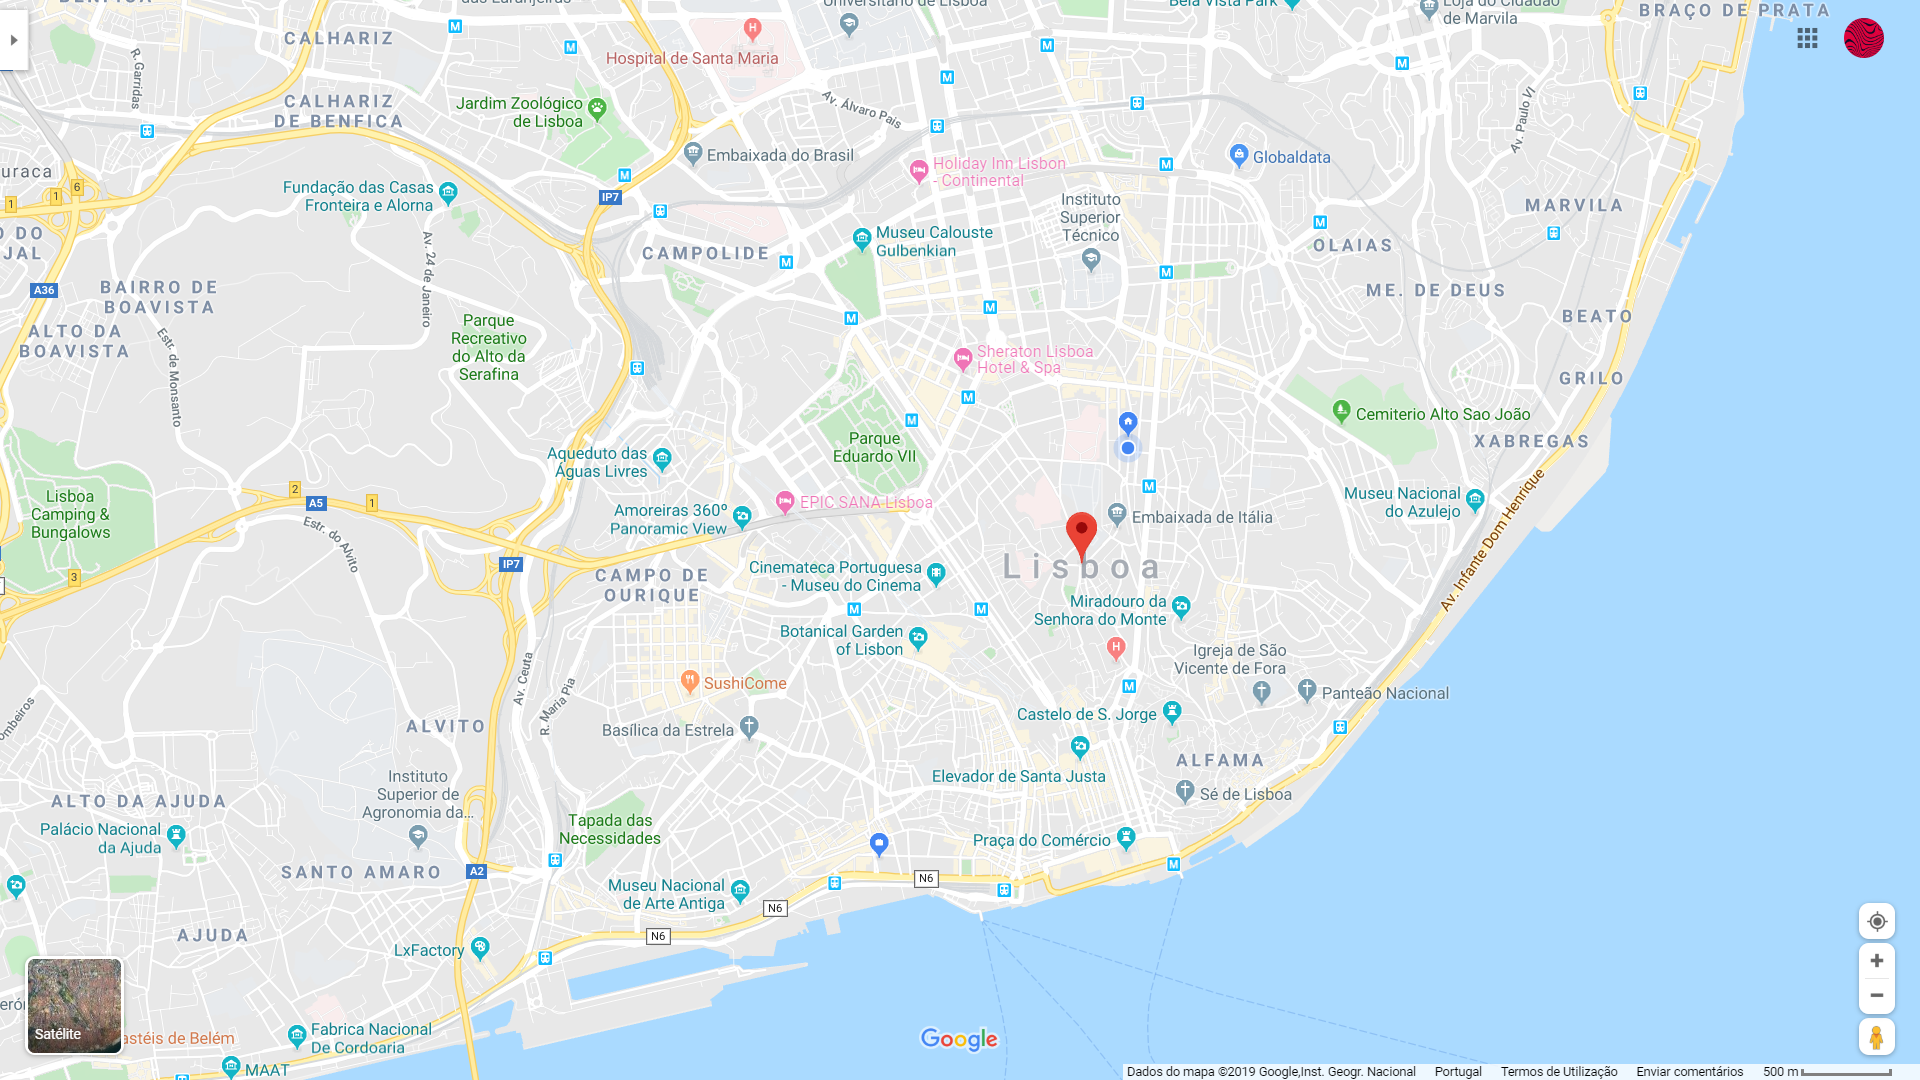 BENFICA
das Laranjeiras
Universitário de Lisboa
Bela Vista Park
Loja do Cidadão
de Marvila
BRAÇO DE PRATA
CALHARIZ
R. Garridas
Hospital de Santa Maria
CALHARIZ
DE BENFICA
Jardim Zoológico
de Lisboa
Av. Álvaro Pais
Av. Paulo VI
Embaixada do Brasil
Globaldata
Holiday Inn Lisbon
- Continental
uraca
6
1
1
Fundação das Casas
Fronteira e Alorna
IP7
Instituto
Superior
Técnico
MARVILA
O DO
JAL
Av. 24 de Janeiro
CAMPOLIDE
Museu Calouste
Gulbenkian
OLAIAS
A36
BAIRRO DE
BOAVISTA
ME. DE DEUS
BEATO
ALTO DA
BOAVISTA
Estr. de Monsanto
Parque
Recreativo
do Alto da
Serafina
Sheraton Lisboa
Hotel & Spa
GRILO
Cemiterio Alto Sao João
XABREGAS
Parque
Eduardo VII
Aqueduto das
Águas Livres
Lisboa
Camping &
Bungalows
2
A5
1
Estr. do Alvito
EPIC SANA Lisboa
Amoreiras 360º
Panoramic View
Embaixada de Itália
Museu Nacional
do Azulejo
Av. Infante Dom Henrique
IP7
3
CAMPO DE
OURIQUE
Cinemateca Portuguesa
- Museu do Cinema
Lisboa
Miradouro da
Senhora do Monte
Botanical Garden
of Lisbon
H
Igreja de São
Vicente de Fora
Av. Ceuta
R. Maria Pia
SushiCome
Panteão Nacional
ombeiros
ALVITO
Basílica da Estrela
Castelo de S. Jorge
Elevador de Santa Justa
ALFAMA
Instituto
Superior de
Agronomia da...
Sé de Lisboa
ALTO DA AJUDA
Palácio Nacional
da Ajuda
Tapada das
Necessidades
Praça do Comércio
SANTO AMARO
A2
Museu Nacional
de Arte Antiga
N6
N6
N6
AJUDA
LxFactory
Satélite
astéis de Belém
Fabrica Nacional
De Cordoaria
MAAT
Google
Dados do mapa ©2019 Google,Inst. Geogr. Nacional Portugal Termos de Utilização Enviar comentários 500 m